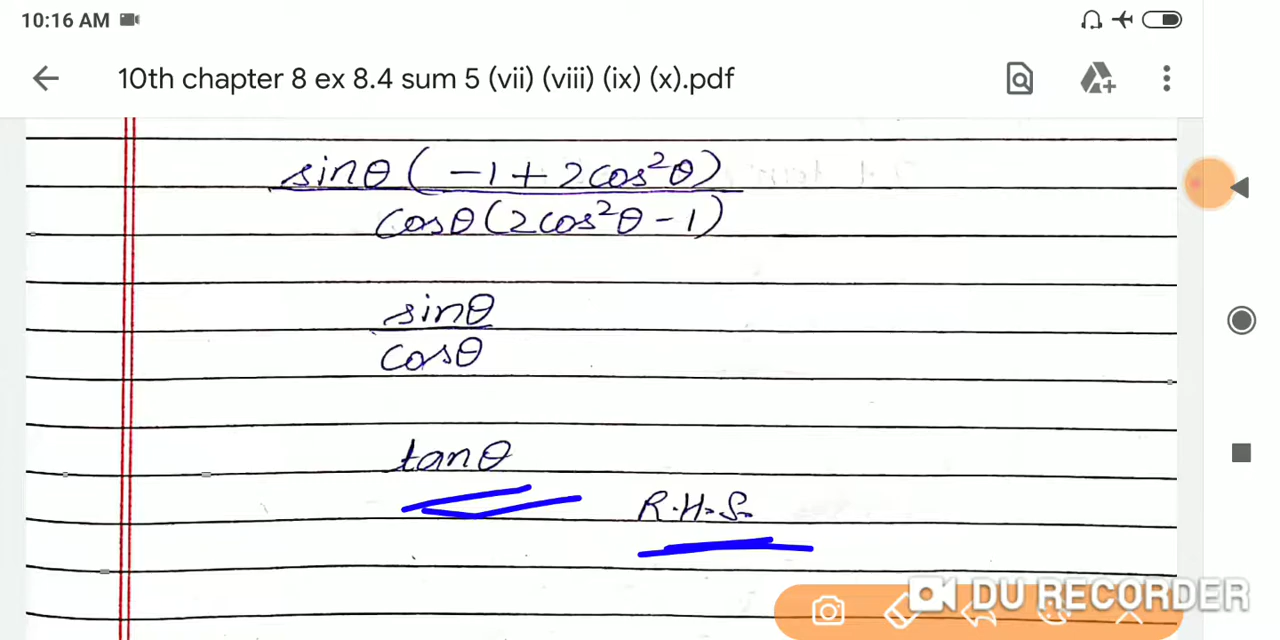 10:16 AM
10th chapter 8 ex 8.4 sum 5 (vii) (viii) (ix) (x).pdf
sinθ(-1+2cos²θ)
cosθ(2cos²θ-1)
sinθ
cosθ
tanθ
R.H.S.
DU RECORDER